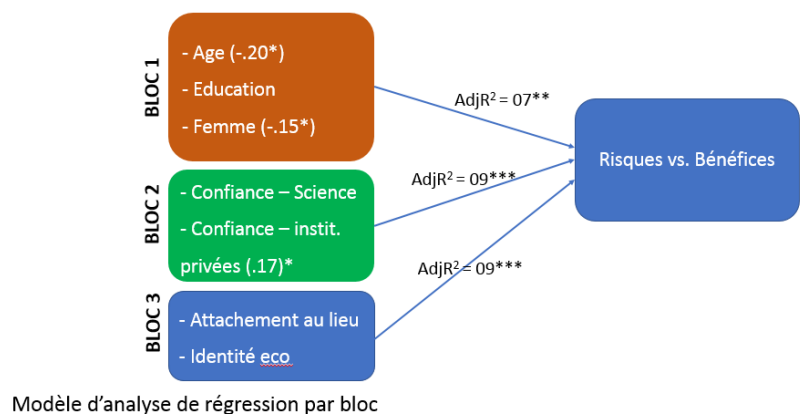 BLOC 1
- Age (-.20*)
- Education
- Femme (-.15*)
AdjR² = 07**
Risques vs. Bénéfices
BLOC 2
- Confiance – Science
- Confiance – instit.
privées (.17)*
AdjR² = 09***
BLOC 3
- Attachement au lieu
- Identité eco
AdjR² = 09***
Modèle d'analyse de régression par bloc